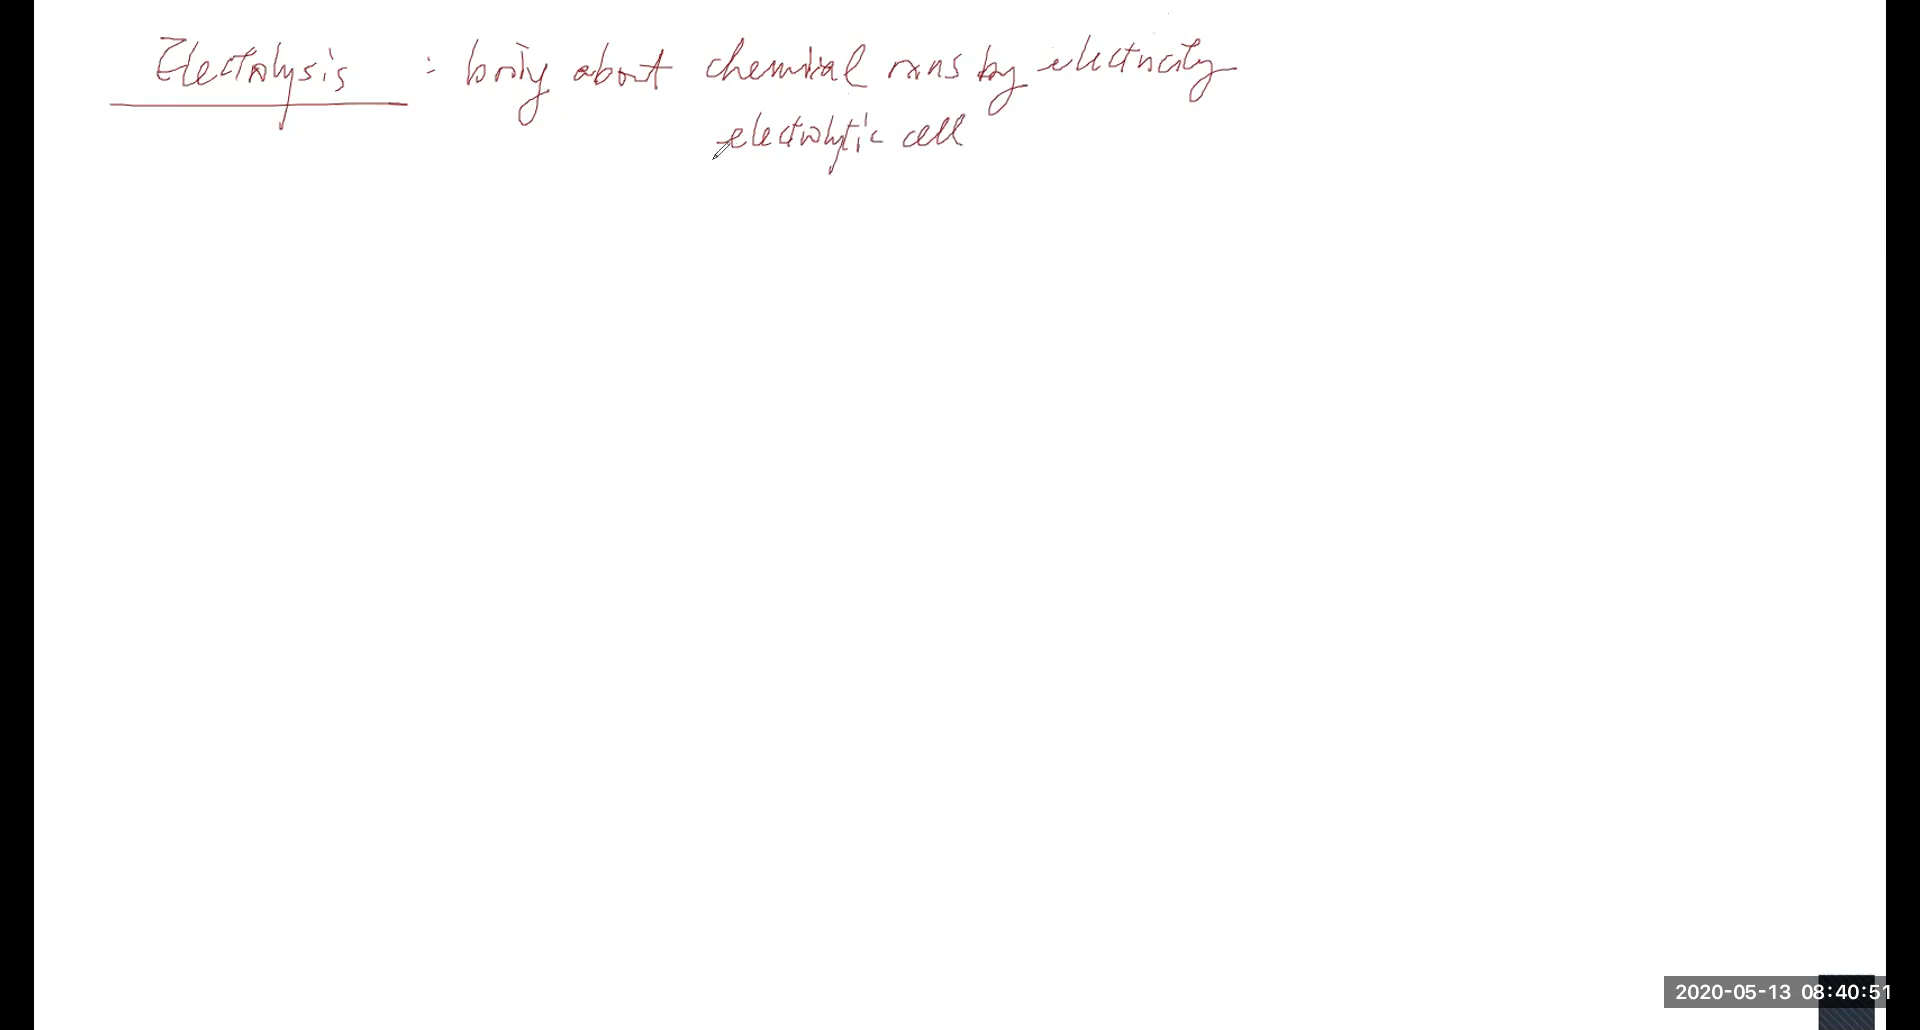 Electrolysis : bring about chemical rxns by electricity
electrolytic cell
2020-05-13 08:40:51